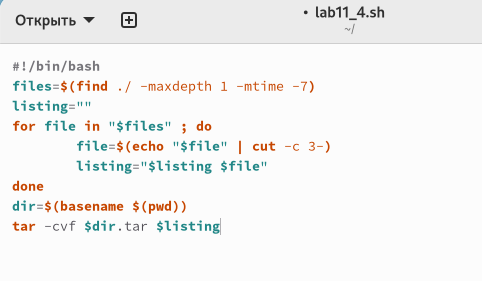 Открыть
• lab11_4.sh
~/
#!/bin/bash
files=$(find ./ -maxdepth 1 -mtime -7)
listing=""
for file in "$files" ; do
        file=$(echo "$file" | cut -c 3-)
        listing="$listing $file"
done
dir=$(basename $(pwd))
tar -cvf $dir.tar $listing